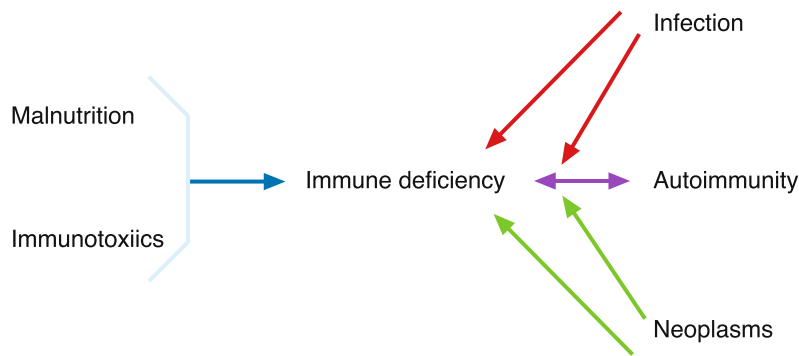 Infection
Malnutrition
Immune deficiency
Autoimmunity
Immunotoxiics
Neoplasms